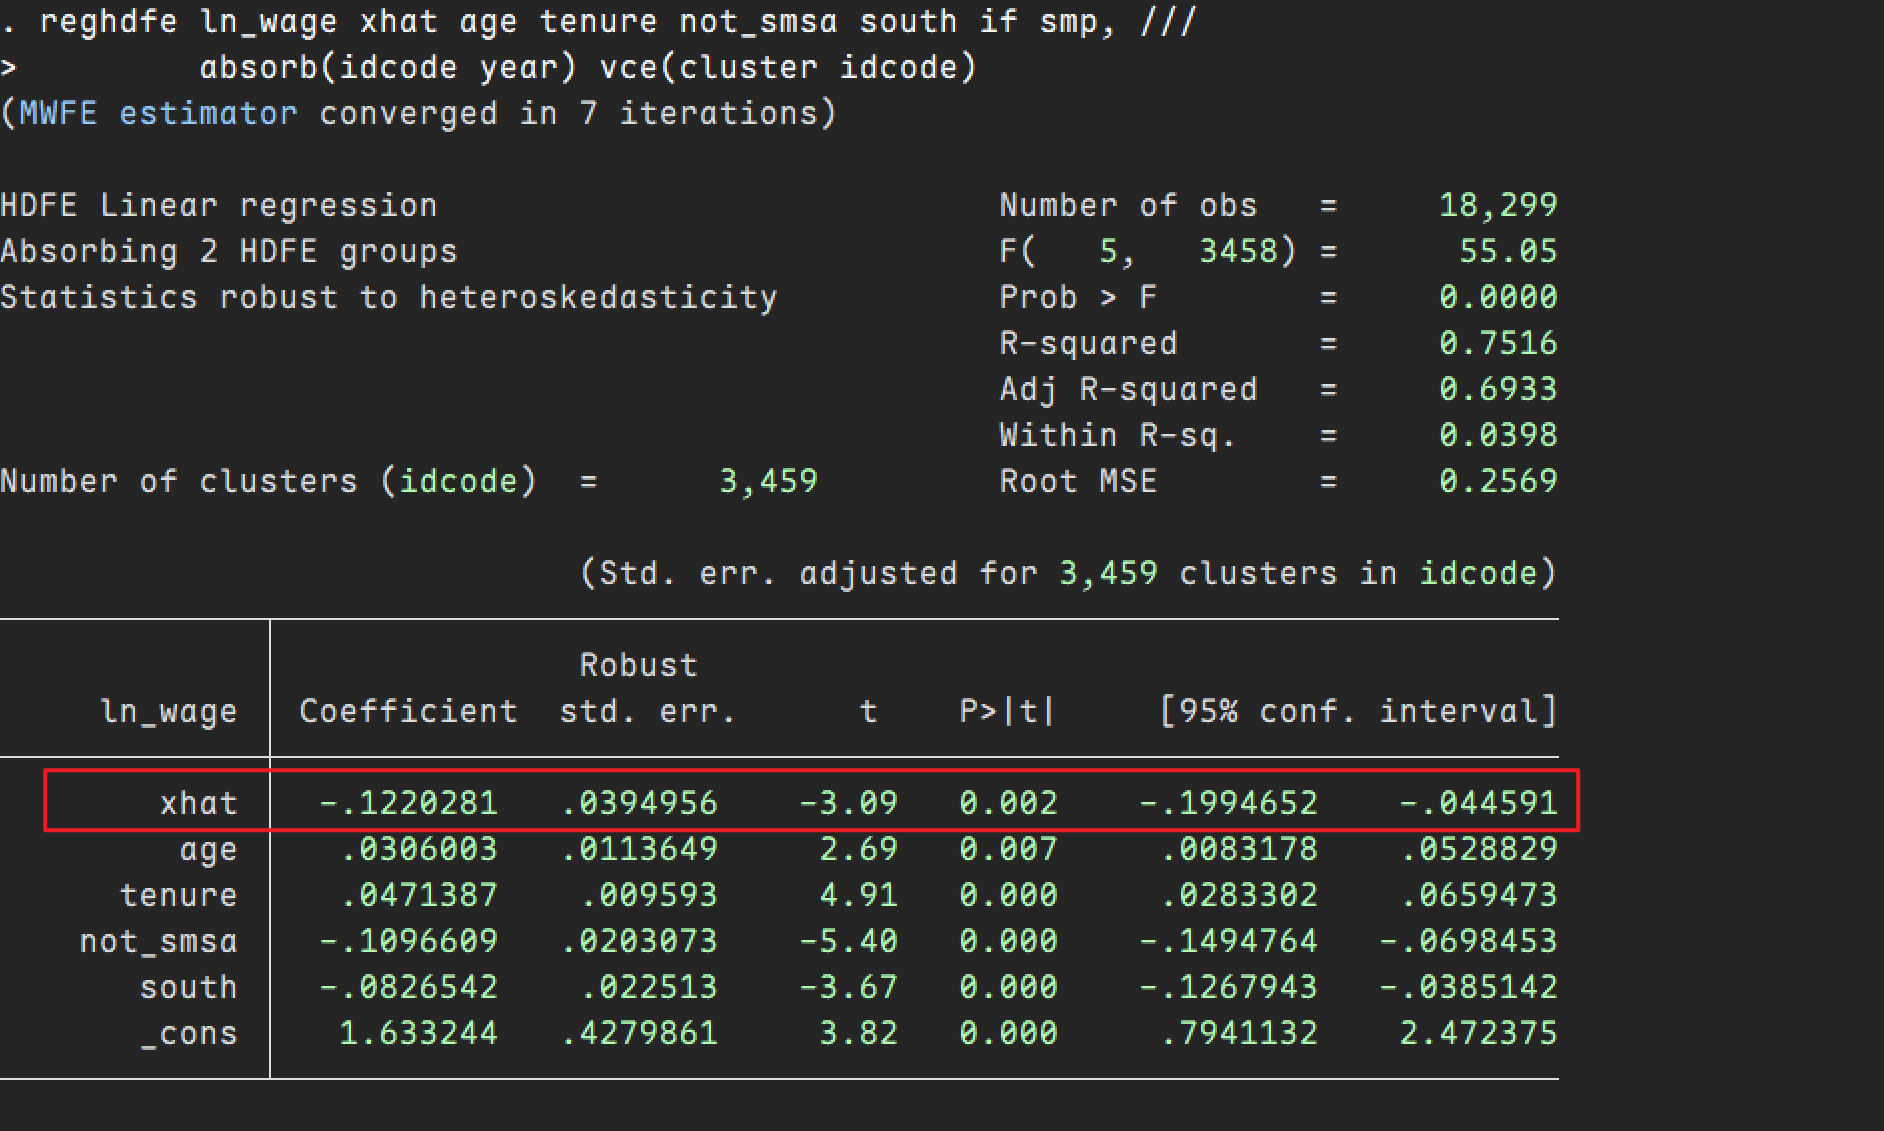 . reghdfe ln_wage xhat age tenure not_smsa south if smp, ///
> absorb(idcode year) vce(cluster idcode)
(MWFE estimator converged in 7 iterations)
HDFE Linear regression Number of obs = 18,299
Absorbing 2 HDFE groups F( 5, 3458) = 55.05
Statistics robust to heteroskedasticity Prob > F = 0.0000
R-squared = 0.7516
Adj R-squared = 0.6933
Within R-sq. = 0.0398
Number of clusters (idcode) = 3,459 Root MSE = 0.2569
(Std. err. adjusted for 3,459 clusters in idcode)
Robust
ln_wage Coefficient std. err. t P>|t| [95% conf. interval]
xhat -.1220281 .0394956 -3.09 0.002 -.1994652 -.044591
age .0306003 .0113649 2.69 0.007 .0083178 .0528829
tenure .0471387 .009593 4.91 0.000 .0283302 .0659473
not_smsa -.1096609 .0203073 -5.40 0.000 -.1494764 -.0698453
south -.0826542 .022513 -3.67 0.000 -.1267943 -.0385142
_cons 1.633244 .4279861 3.82 0.000 .7941132 2.472375